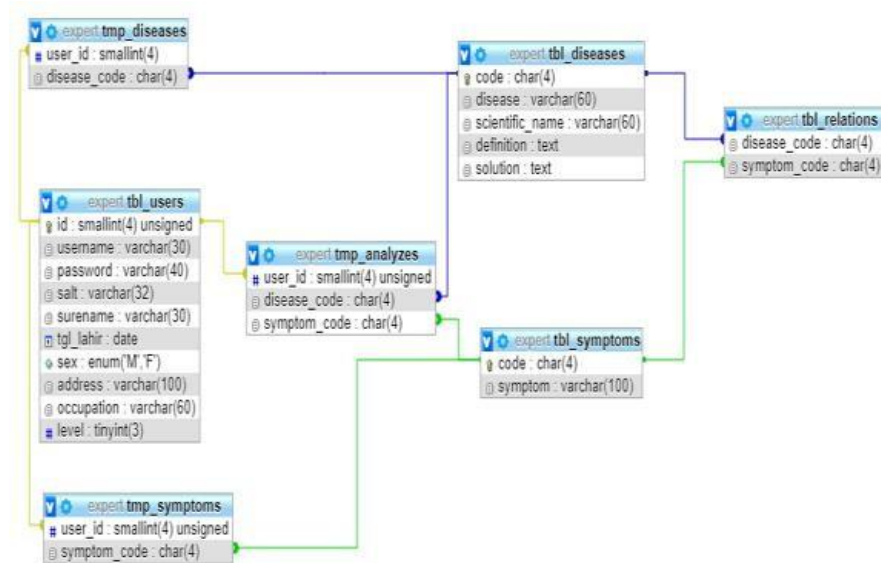 expert tmp_diseases
user_id : smallint(4)
disease_code : char(4)
expert tbl_diseases
code : char(4)
disease : varchar(60)
scientific_name : varchar(60)
definition : text
solution : text
expert tbl_relations
disease_code : char(4)
symptom_code : char(4)
expert tbl_users
id : smallint(4) unsigned
username : varchar(30)
password : varchar(40)
salt : varchar(32)
surename : varchar(30)
tgl_lahir : date
sex : enum('M','F')
address : varchar(100)
occupation : varchar(60)
level : tinyint(3)
expert tmp_analyzes
user_id : smallint(4) unsigned
disease_code : char(4)
symptom_code : char(4)
expert tbl_symptoms
code : char(4)
symptom : varchar(100)
expert tmp_symptoms
user_id : smallint(4) unsigned
symptom_code : char(4)